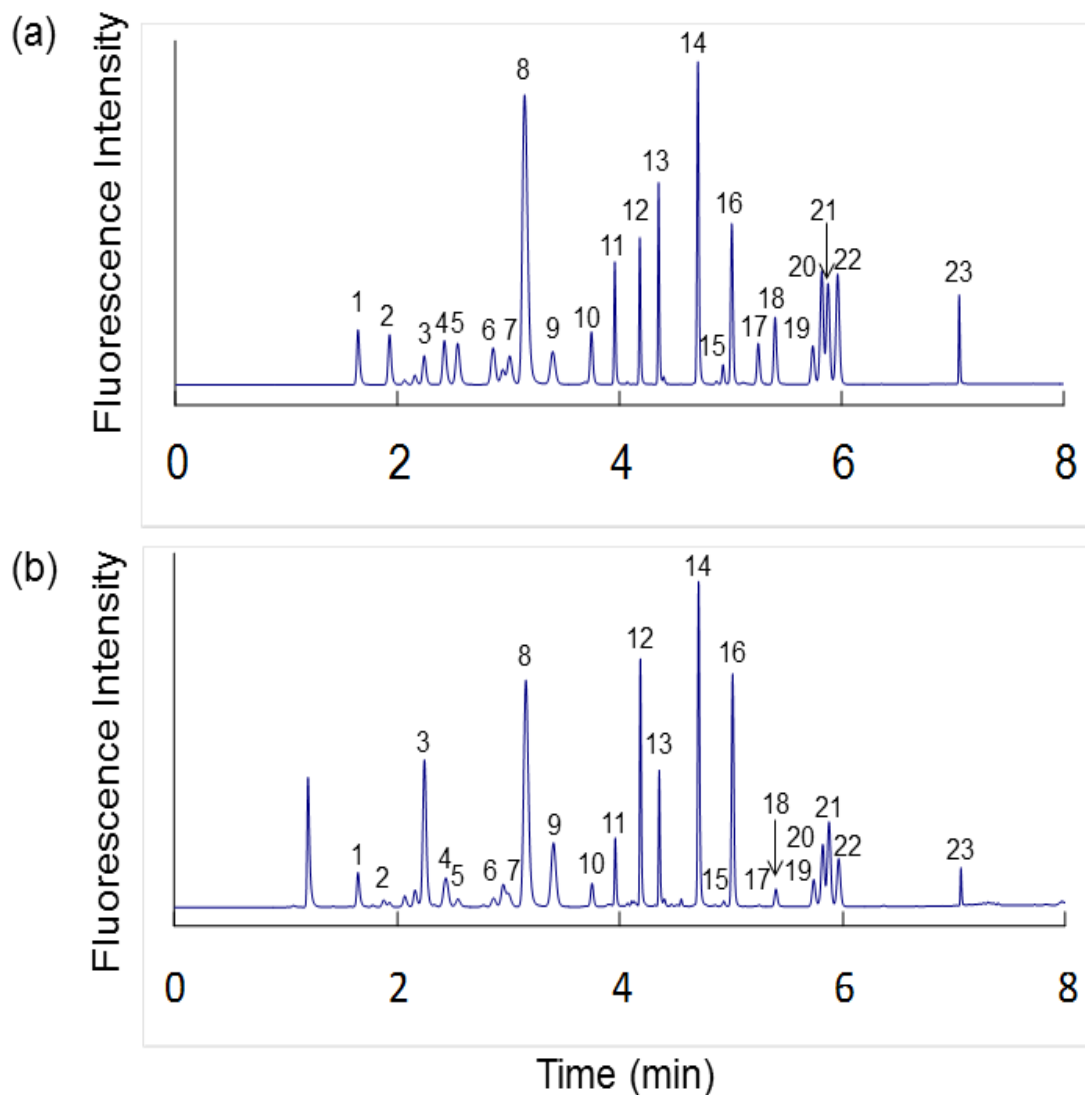 (a)
Fluorescence Intensity
1 2 3 4 5 6 7 8 9 10 11 12 13 14 15 16 17 18 19 20 21 22 23
0 2 4 6 8
(b)
Fluorescence Intensity
1 2 3 4 5 6 7 8 9 10 11 12 13 14 15 16 17 18 19 20 21 22 23
0 2 4 6 8
Time (min)